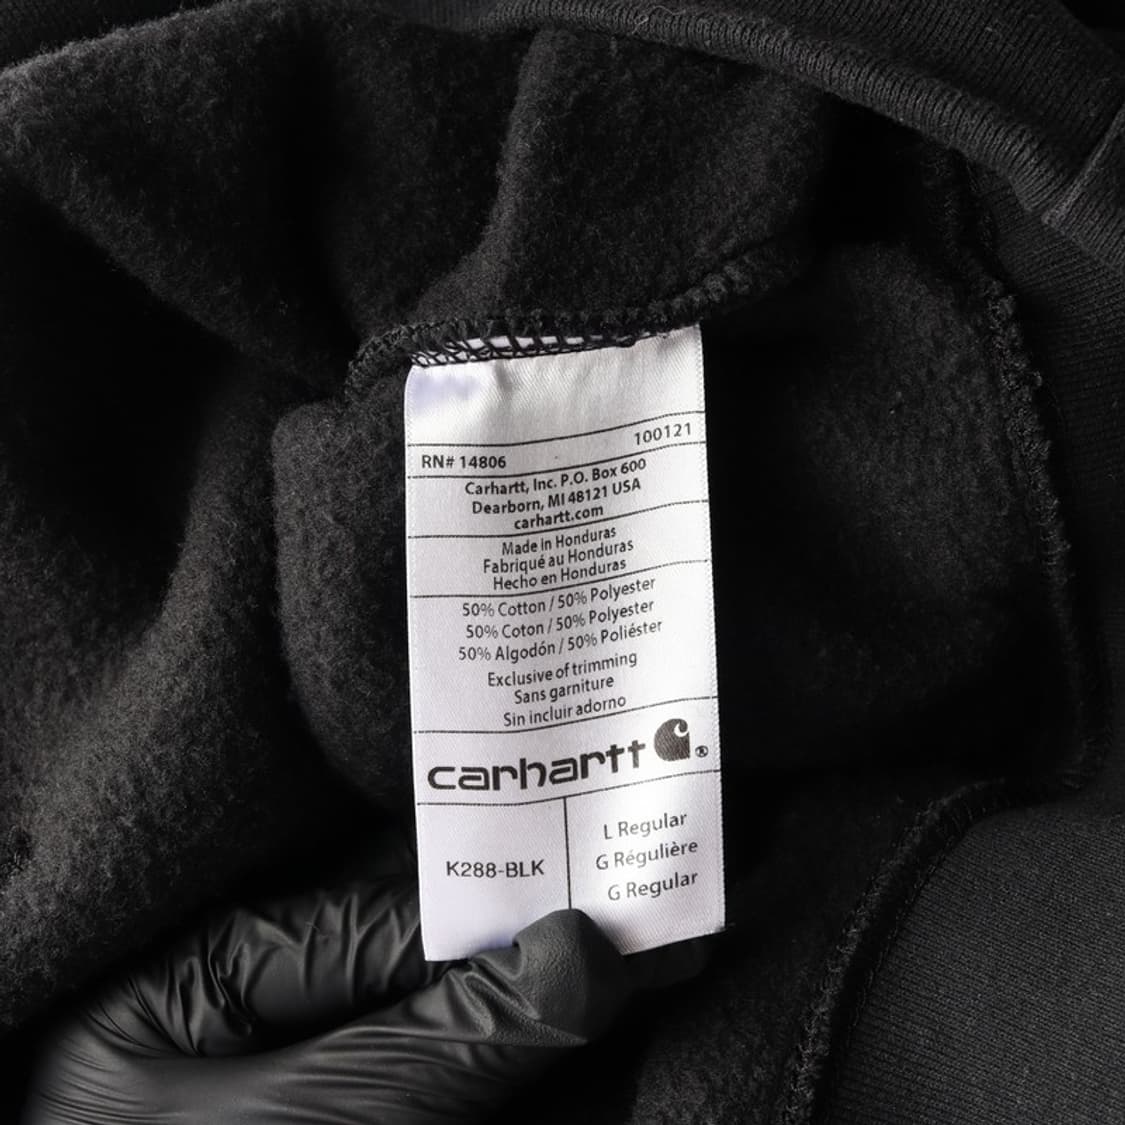 100121
RN# 14806
Carhartt, Inc. P.O. Box 600
Dearborn, MI 48121 USA
carhartt.com
Made in Honduras
Fabriqué au Honduras
Hecho en Honduras
50% Cotton / 50% Polyester
50% Coton / 50% Polyester
50% Algodón / 50% Poliéster
Exclusive of trimming
Sans garniture
Sin incluir adorno
carhartt ®
K288-BLK
L Regular
G Régulière
G Regular